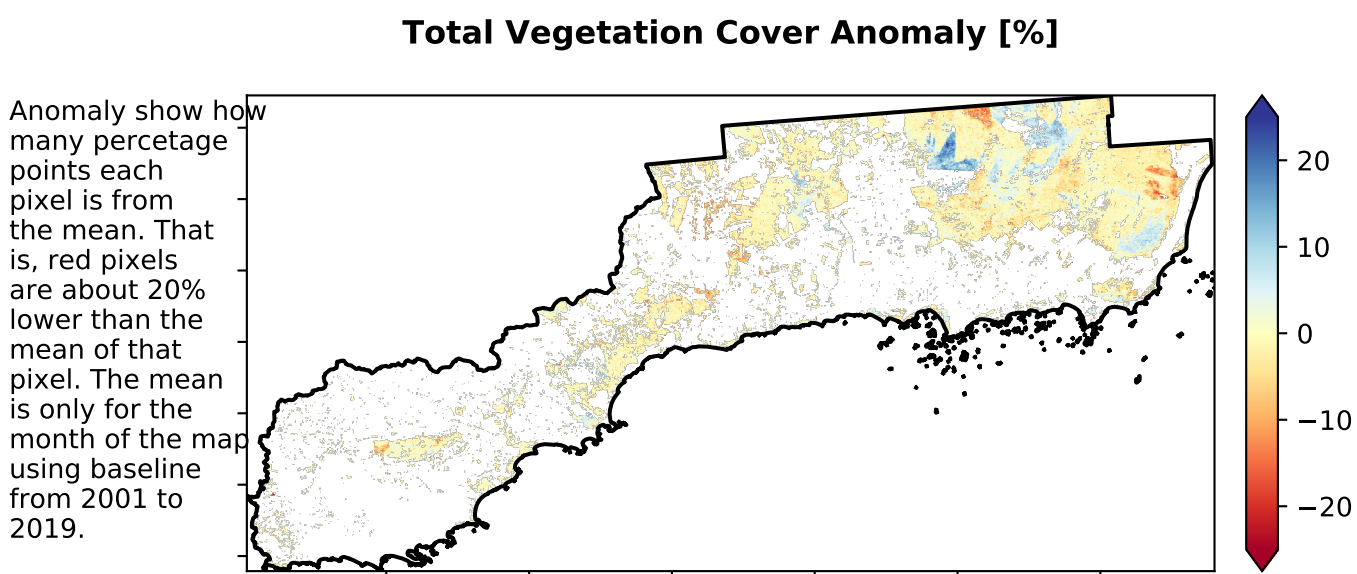 Total Vegetation Cover Anomaly [%]
Anomaly show how
many percetage
points each
pixel is from
the mean. That
is, red pixels
are about 20%
lower than the
mean of that
pixel. The mean
is only for the
month of the map
using baseline
from 2001 to
2019.
20
10
0
−10
−20